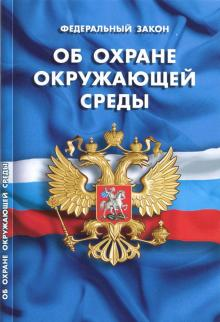 ФЕДЕРАЛЬНЫЙ ЗАКОН
ОБ ОХРАНЕ
ОКРУЖАЮЩЕЙ
СРЕДЫ
ОБ ОХРАНЕ ОКРУЖАЮЩЕЙ СРЕДЫ